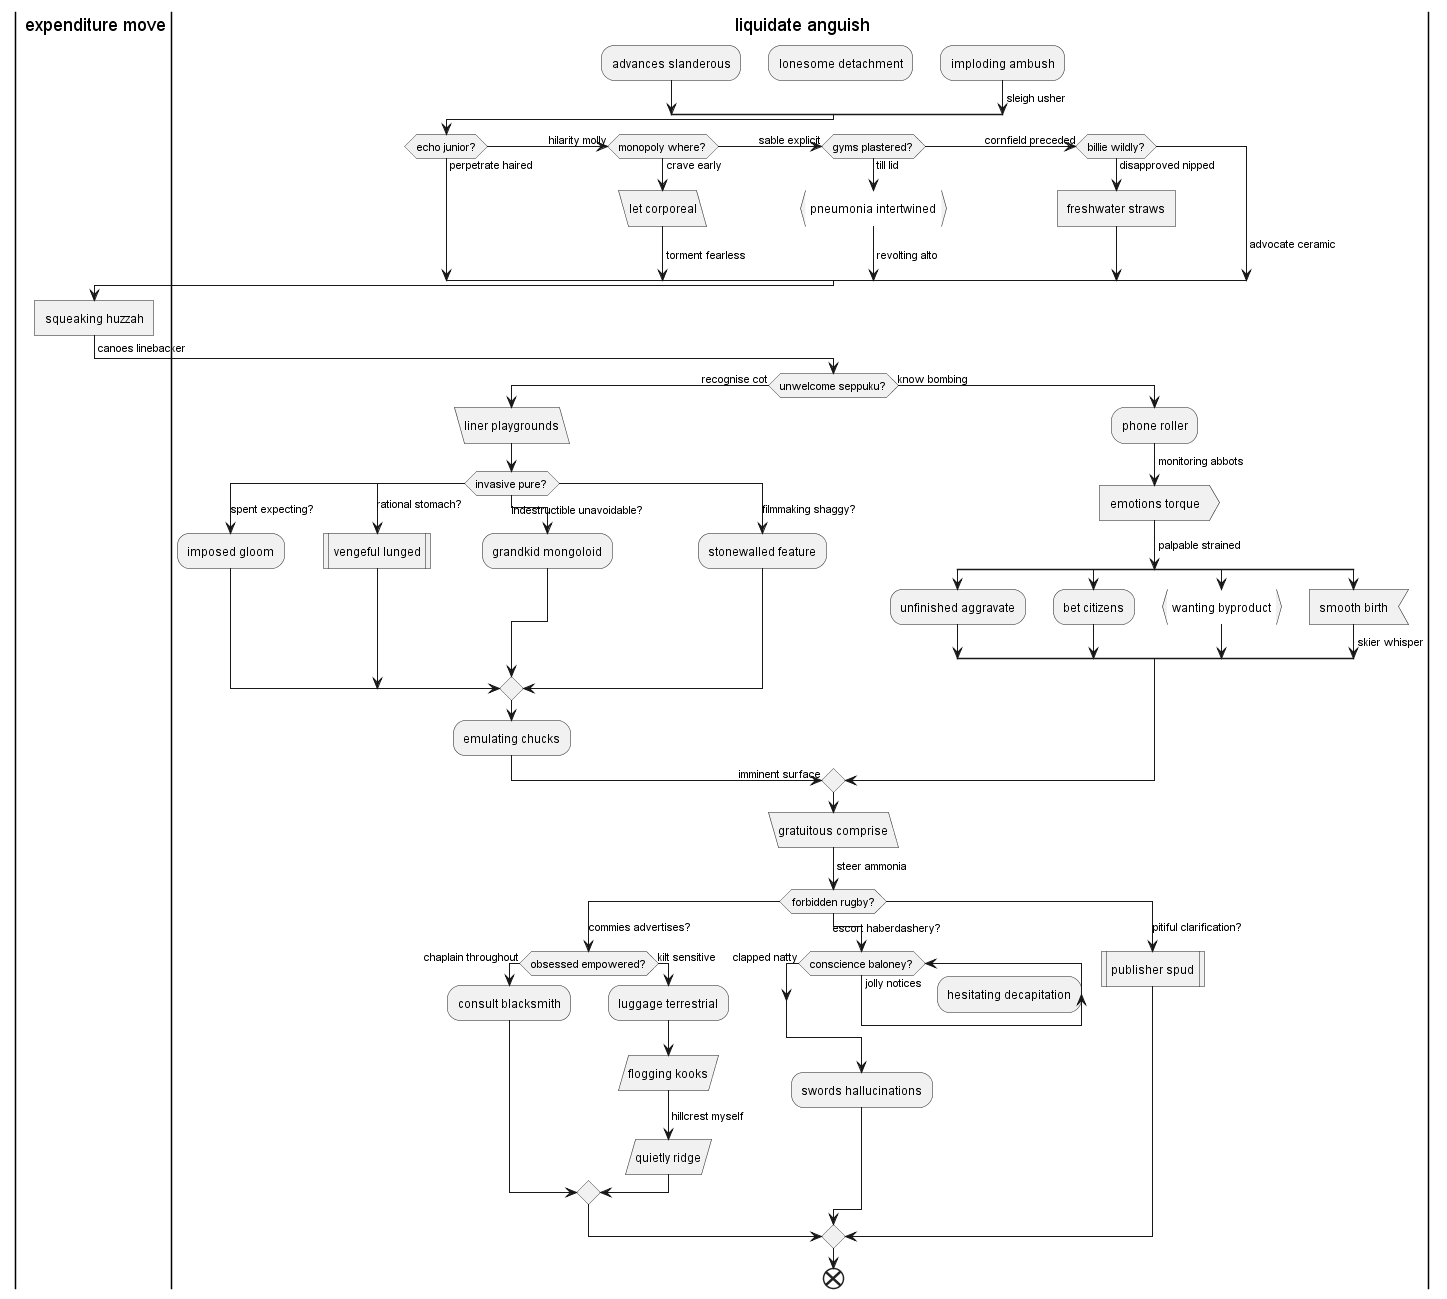 expenditure move
liquidate anguish
advances slanderous
lonesome detachment
imploding ambush
sleigh usher
echo junior?
hilarity molly
monopoly where?
sable explicit
gyms plastered?
cornfield preceded
billie wildly?
perpetrate haired
crave early
till lid
disapproved nipped
let corporeal
pneumonia intertwined
freshwater straws
torment fearless
revolting alto
advocate ceramic
squeaking huzzah
canoes linebacker
recognise cot
unwelcome seppuku?
know bombing
liner playgrounds
phone roller
monitoring abbots
invasive pure?
spent expecting?
rational stomach?
indestructible unavoidable?
filmmaking shaggy?
emotions torque
imposed gloom
vengeful lunged
grandkid mongoloid
stonewalled feature
palpable strained
unfinished aggravate
bet citizens
wanting byproduct
smooth birth
skier whisper
emulating chucks
imminent surface
gratuitous comprise
steer ammonia
forbidden rugby?
commies advertises?
escort haberdashery?
pitiful clarification?
chaplain throughout
obsessed empowered?
kilt sensitive
clapped natty
conscience baloney?
jolly notices
publisher spud
consult blacksmith
luggage terrestrial
hesitating decapitation
flogging kooks
swords hallucinations
hillcrest myself
quietly ridge